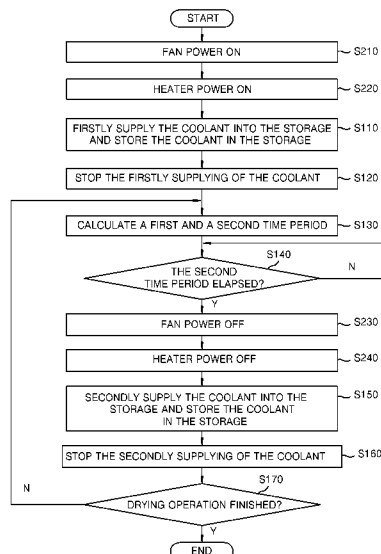 START
FAN POWER ON
S210
HEATER POWER ON
S220
FIRSTLY SUPPLY THE COOLANT INTO THE STORAGE
AND STORE THE COOLANT IN THE STORAGE
S110
STOP THE FIRSTLY SUPPLYING OF THE COOLANT
S120
CALCULATE A FIRST AND A SECOND TIME PERIOD
S130
S140
THE SECOND
TIME PERIOD ELAPSED?
N
Y
FAN POWER OFF
S230
HEATER POWER OFF
S240
SECONDLY SUPPLY THE COOLANT INTO THE
STORAGE AND STORE THE COOLANT
IN THE STORAGE
S150
STOP THE SECONDLY SUPPLYING OF THE COOLANT
S160
S170
N
DRYING OPERATION FINISHED?
Y
END